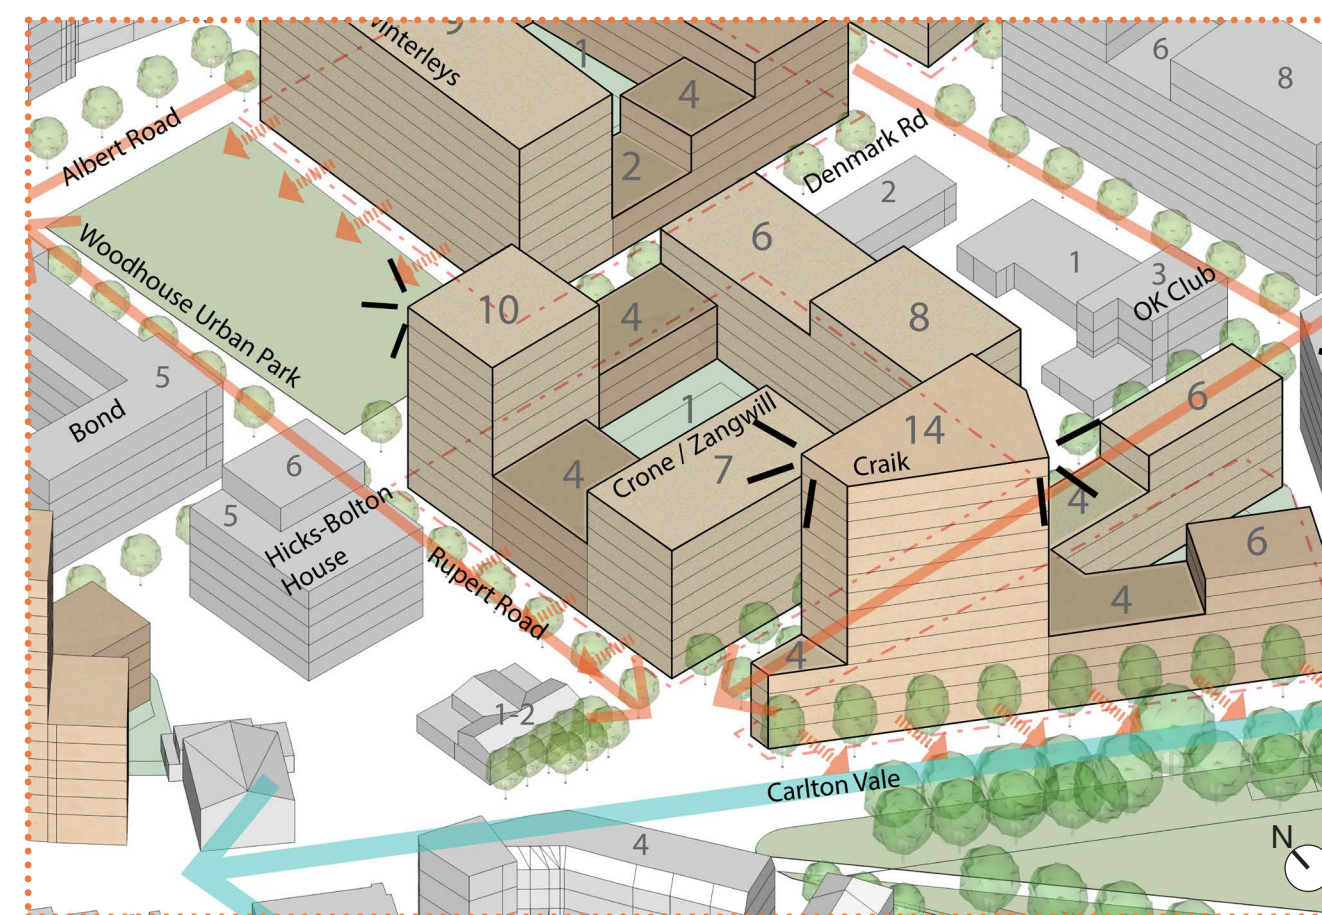 9
Winterleys
1
4
2
6
8
Albert Road
Denmark Rd
2
1
3
OK Club
6
10
4
8
Woodhouse Urban Park
5
Bond
6
5
Hicks-Bolton
House
1
4
Crone / Zangwill
7
14
Craik
6
4
6
4
Rupert Road
4
1-2
Carlton Vale
4
N